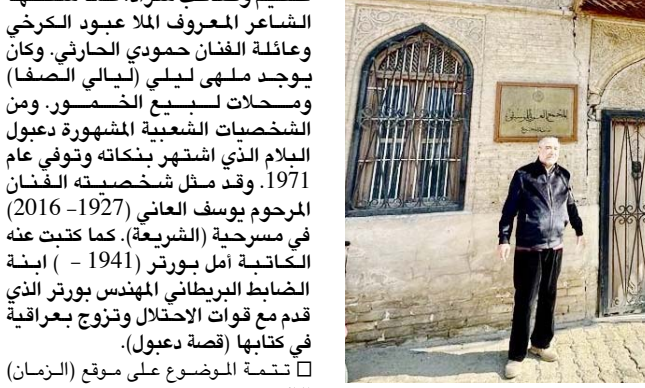 الشاعر المعروف الملا عبود الكرخي
وعائلة الفنان حمودي الحارثي. وكان
يوجد ملهى ليلي (ليالي الصفا)
ومحلات لبيع الخمور. ومن
الشخصيات الشعبية المشهورة دعبول
البلام الذي اشتهر بنكاته وتوفي عام
1971. وقد مثل شخصيته الفنان
المرحوم يوسف العاني (1927- 2016)
في مسرحية (الشريعة). كما كتبت عنه
الكاتبة أمل بورتر (1941 - ) ابنة
الضابط البريطاني المهندس بورتر الذي
قدم مع قوات الاحتلال وتزوج بعراقية
في كتابها (قصة دعبول).
□ تتمة الموضوع على موقع (الزمان)